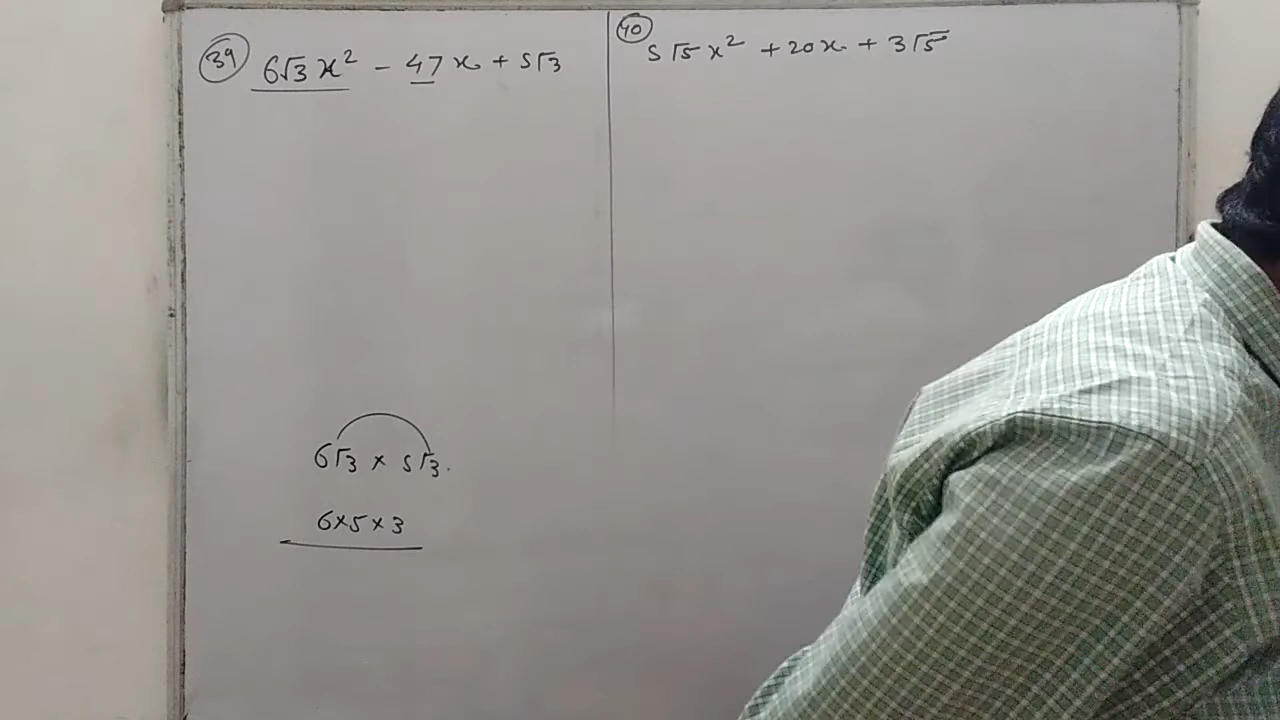 39 6√3 x² - 47 x + 5√3
6√3 × 5√3.
6×5×3
40 5√5 x² + 20x + 3√5